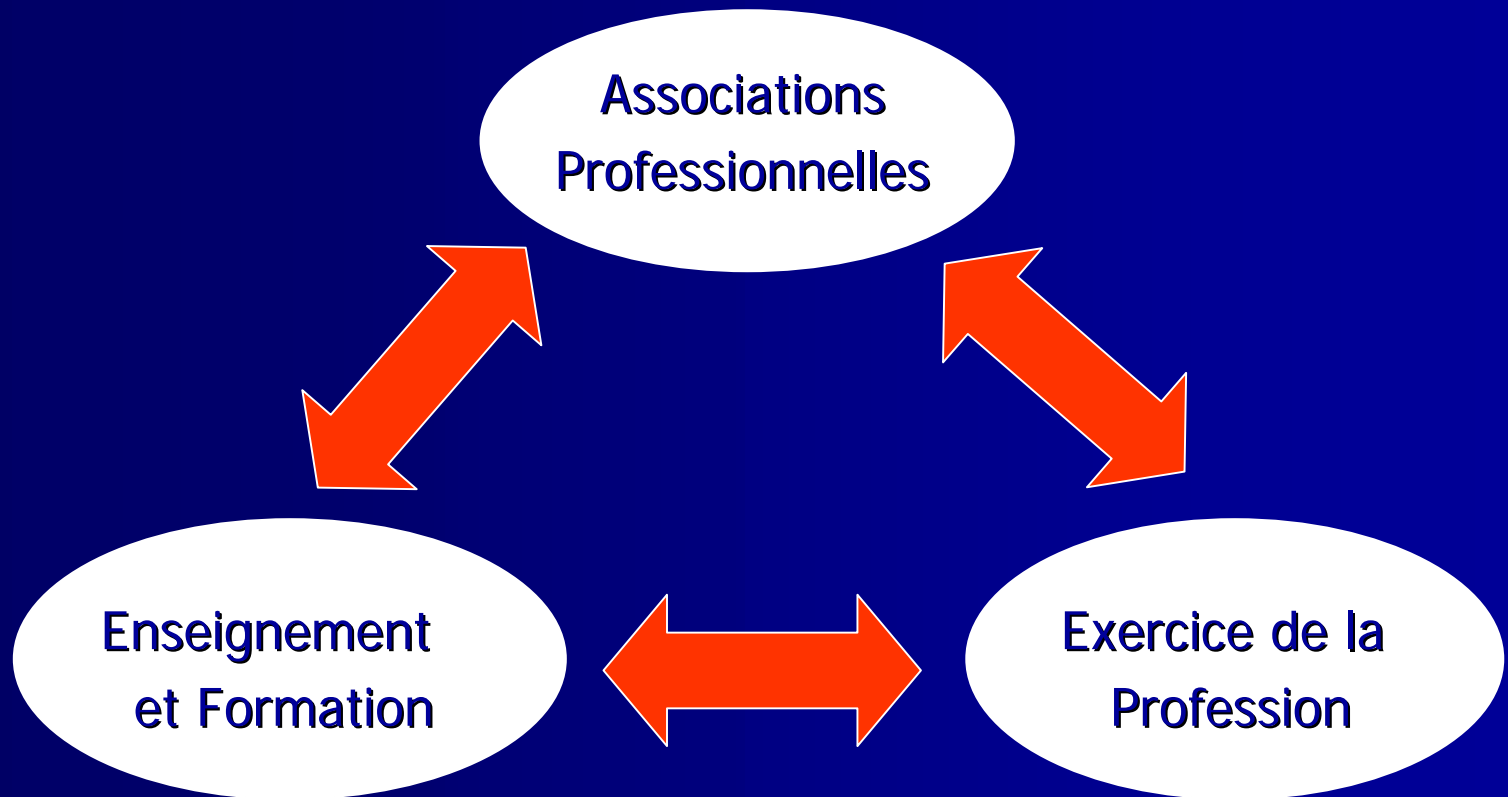 Associations
Professionnelles
Enseignement
et Formation
Exercice de la
Profession